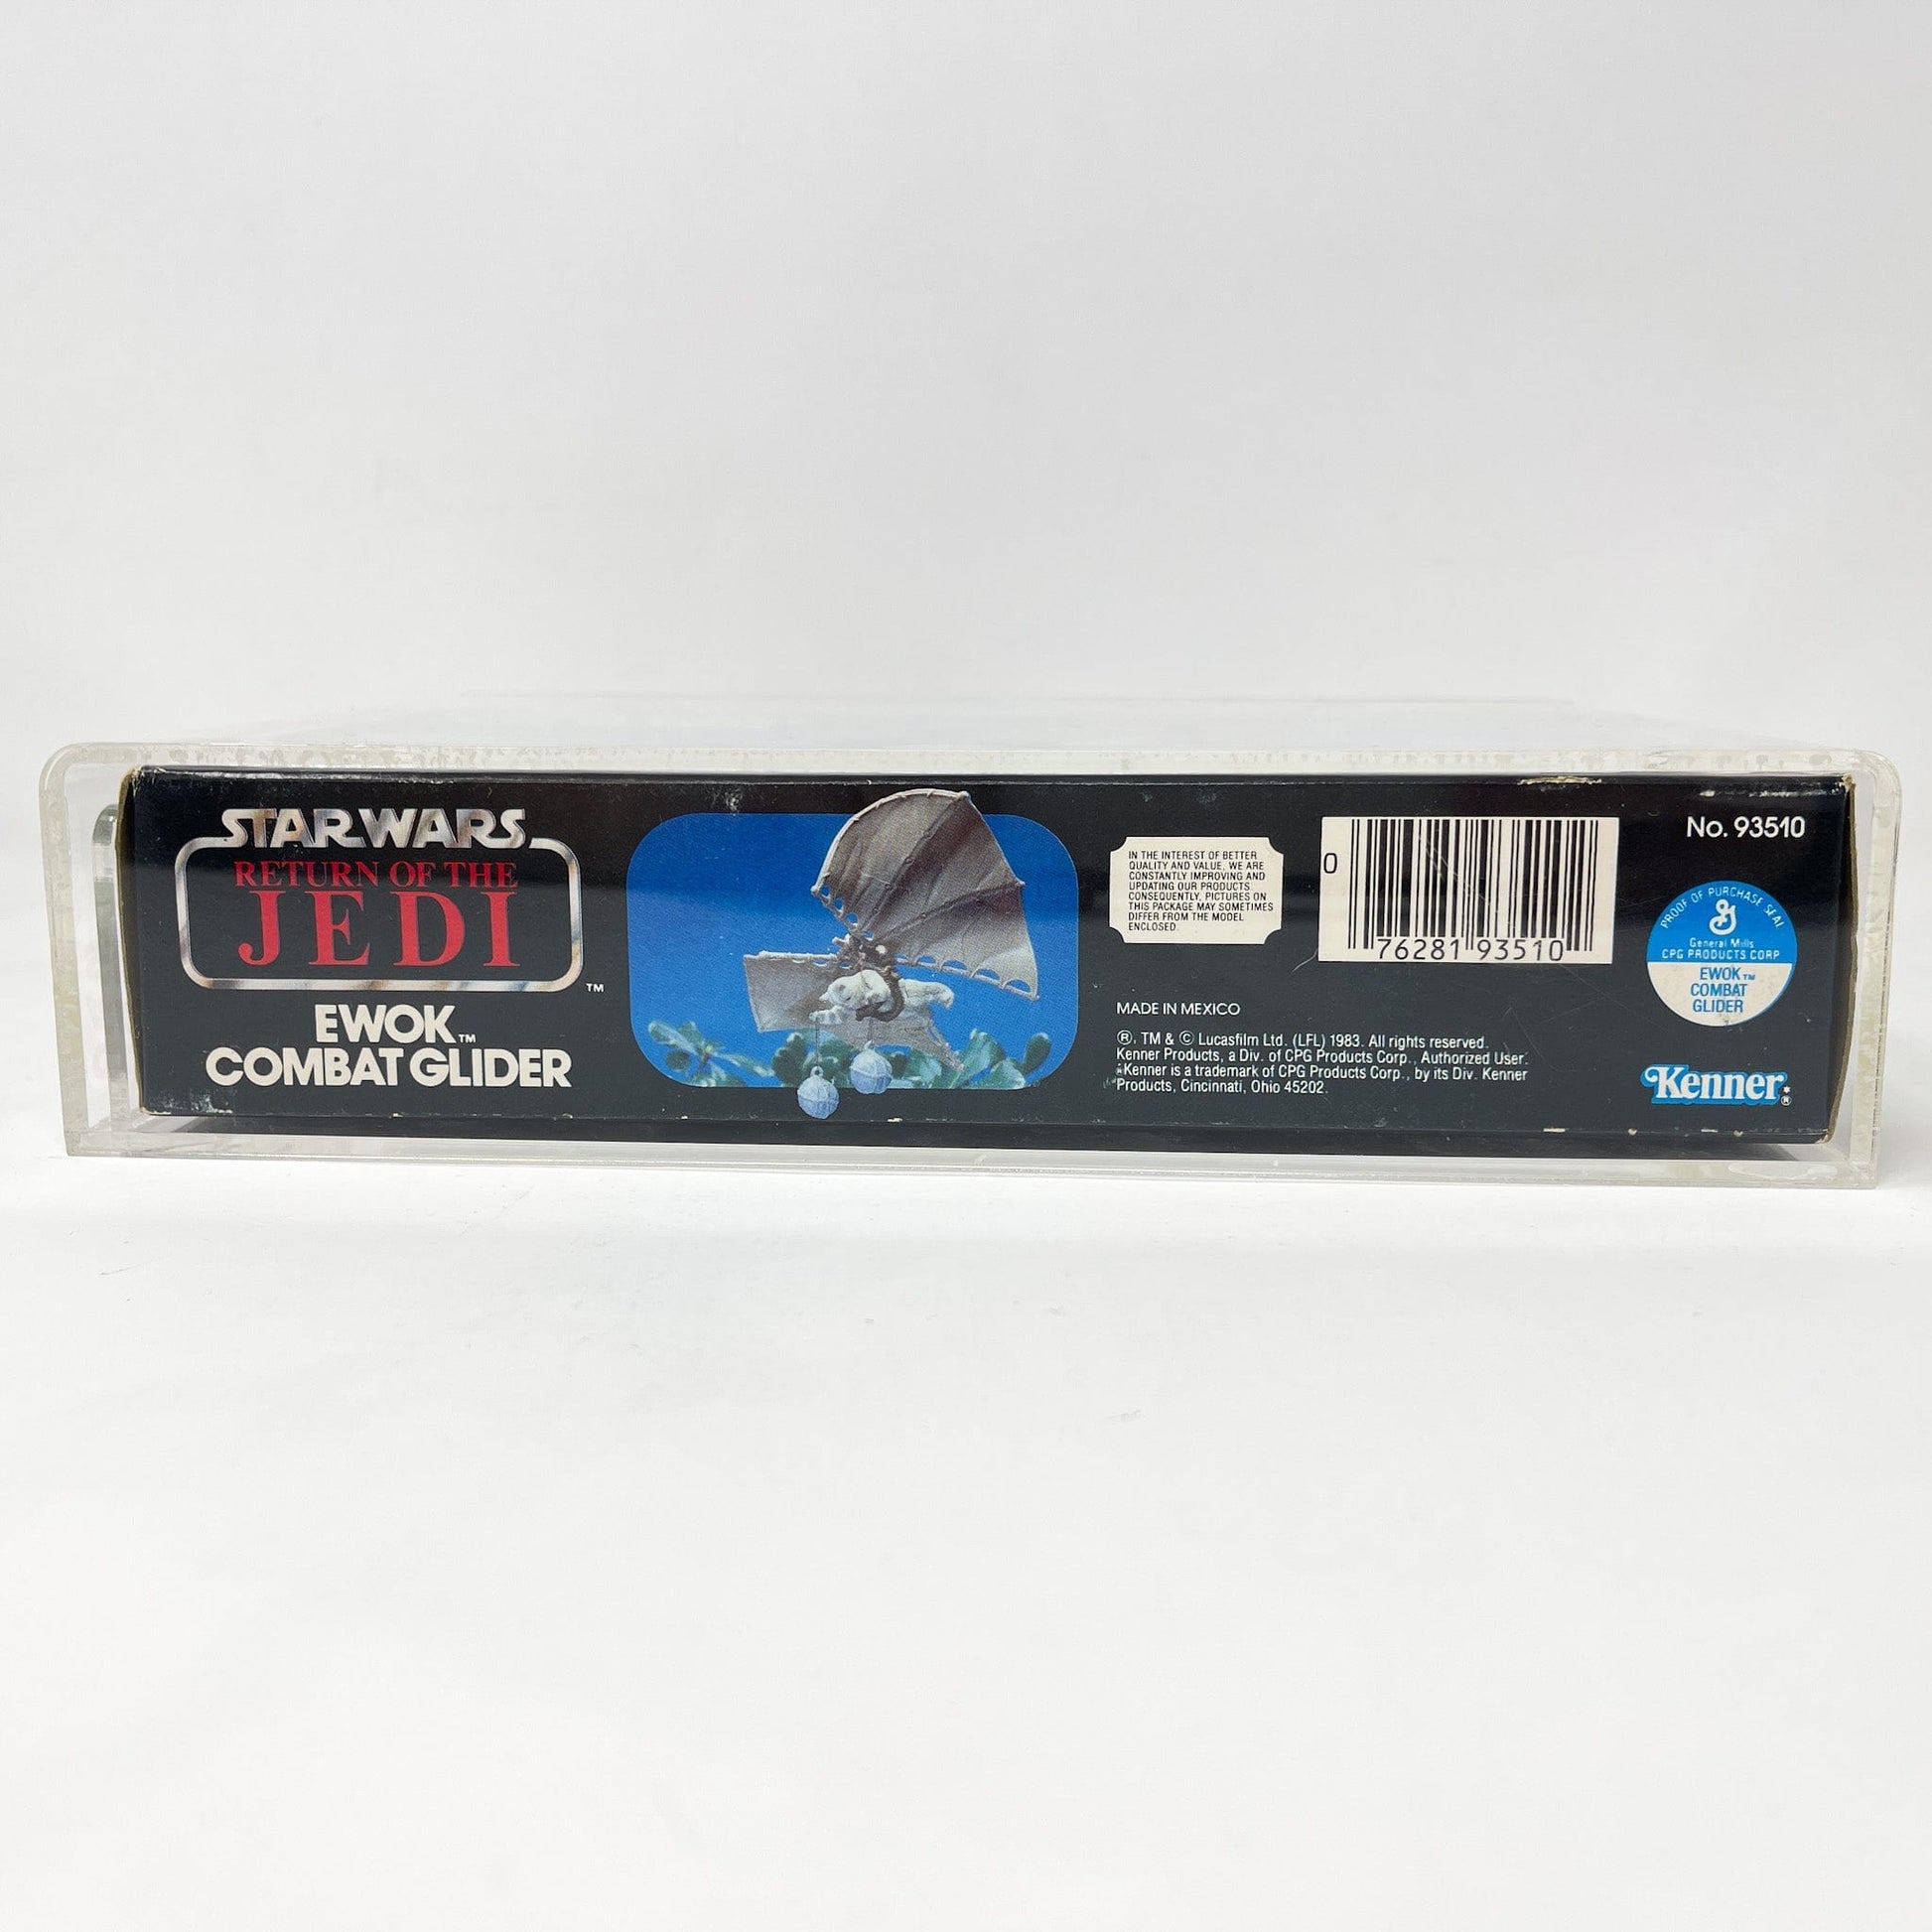 STAR WARS
RETURN OF THE
JEDI
™
EWOK™
COMBAT GLIDER
IN THE INTEREST OF BETTER
QUALITY AND VALUE, WE ARE
CONSTANTLY IMPROVING AND
UPDATING OUR PRODUCTS.
CONSEQUENTLY, PICTURES ON
THIS PACKAGE MAY SOMETIMES
DIFFER FROM THE MODEL
ENCLOSED.
0 76281 93510
MADE IN MEXICO
®, TM & © Lucasfilm Ltd. (LFL) 1983. All rights reserved.
Kenner Products, a Div. of CPG Products Corp., Authorized User.
*Kenner is a trademark of CPG Products Corp., by its Div. Kenner
Products, Cincinnati, Ohio 45202.
No. 93510
PROOF OF PURCHASE SEAL
G
General Mills
CPG PRODUCTS CORP
EWOK™
COMBAT
GLIDER
Kenner*®